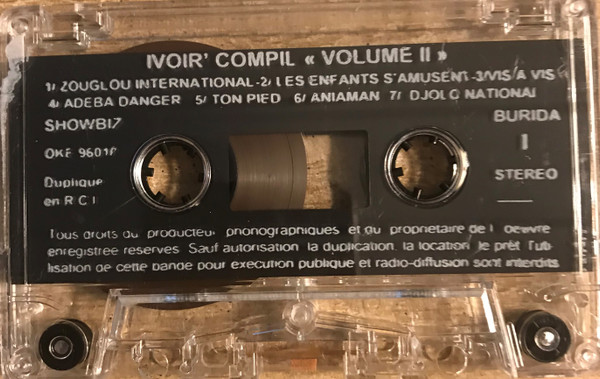 IVOIR' COMPIL « VOLUME II »
1/ ZOUGLOU INTERNATIONAL -2/ LES ENFANTS S'AMUSENT -3/VIS A VIS
4/ ADEBA DANGER 5/ TON PIED 6/ ANIAMAN 7/ DJOLO NATIONAL
SHOWBIZ
BURIDA
OKE 96018
I
Duplique
STEREO
en R C I
Tous droits du producteur phonographiques et du proprietaire de l oeuvre
enregistree reserves. Sauf autorisation, la duplication, la location, le prêt l'uti-
lisation de cette bande pour execution publique et radio-diffusion sont interdits